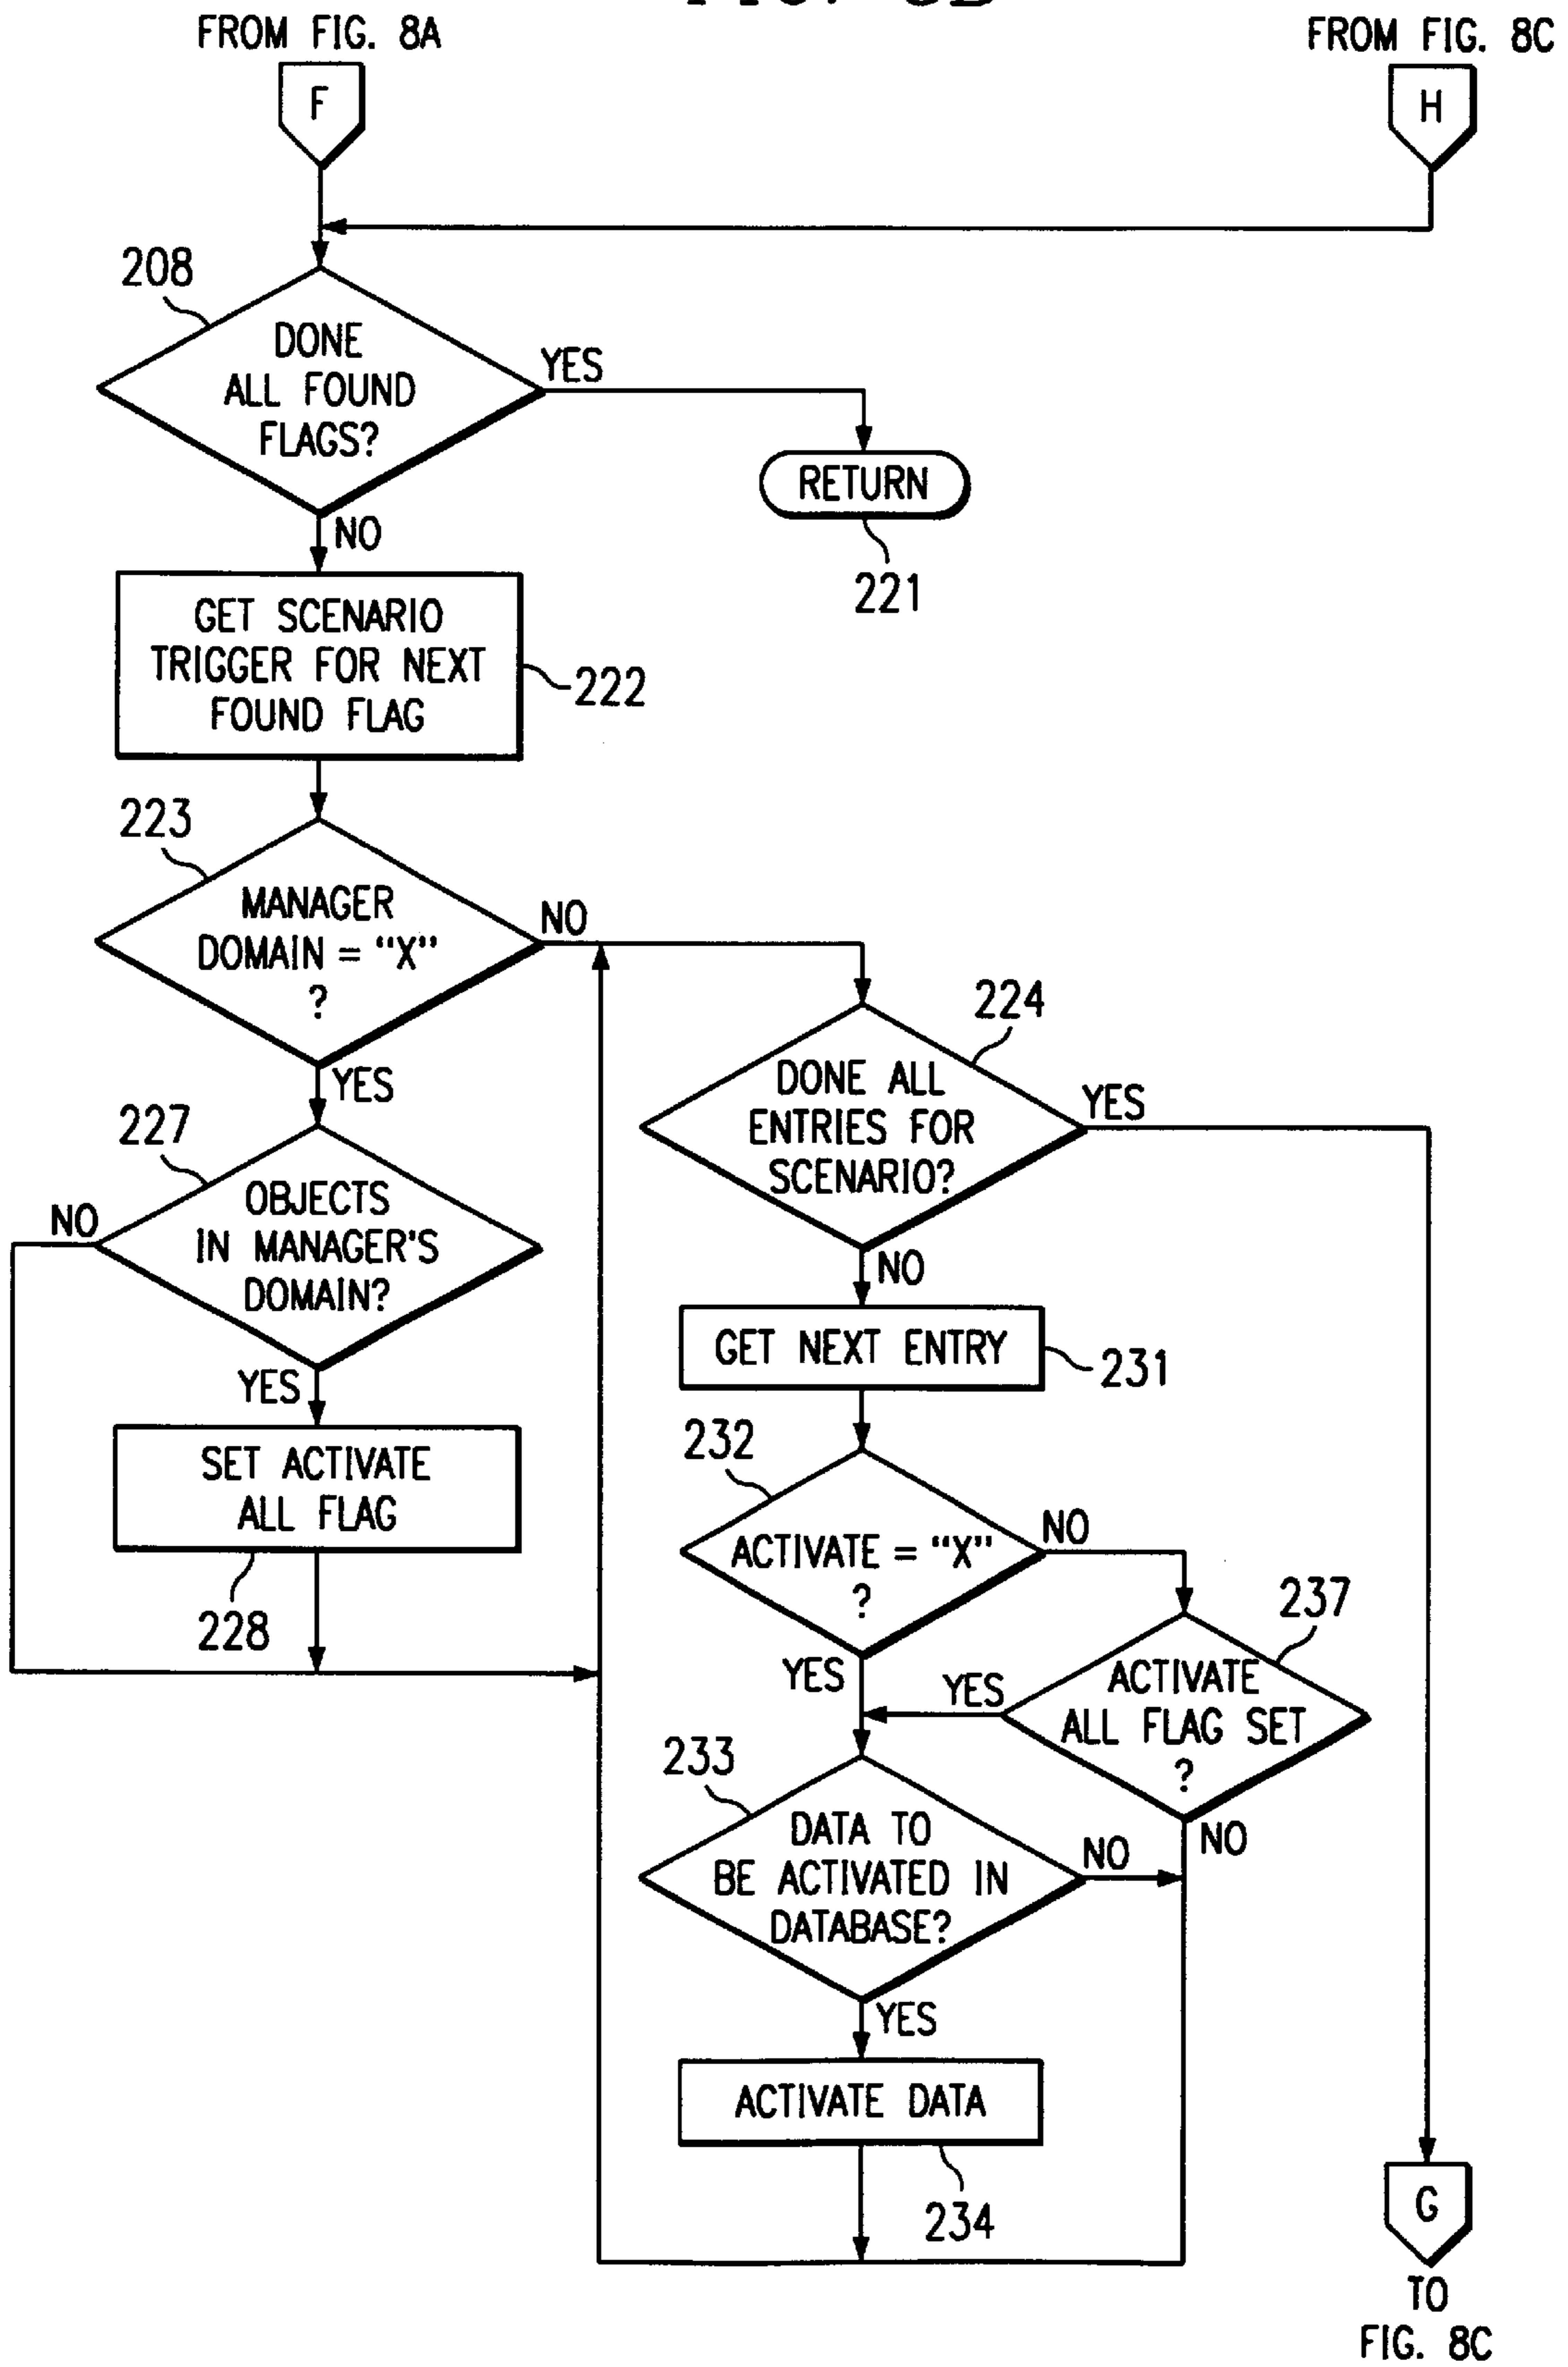 FROM FIG. 8A
FROM FIG. 8C
F
H
208
DONE
ALL FOUND
FLAGS?
YES
RETURN
221
NO
GET SCENARIO
TRIGGER FOR NEXT
FOUND FLAG
222
223
MANAGER
DOMAIN = “X”
?
NO
YES
224
DONE ALL
ENTRIES FOR
SCENARIO?
YES
NO
227
OBJECTS
IN MANAGER'S
DOMAIN?
NO
YES
SET ACTIVATE
ALL FLAG
228
GET NEXT ENTRY
231
232
ACTIVATE = “X”
?
NO
YES
237
ACTIVATE
ALL FLAG SET
?
YES
NO
233
DATA TO
BE ACTIVATED IN
DATABASE?
NO
YES
ACTIVATE DATA
234
G
TO
FIG. 8C